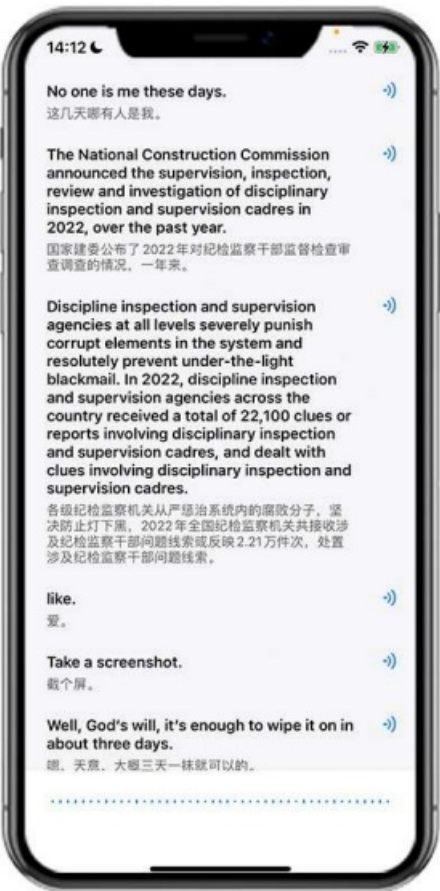 14:12
No one is me these days.
这几天哪有人是我。
The National Construction Commission
announced the supervision, inspection,
review and investigation of disciplinary
inspection and supervision cadres in
2022, over the past year.
国家建委公布了2022年对纪检监察干部监督检查审
查调查的情况，一年来。
Discipline inspection and supervision
agencies at all levels severely punish
corrupt elements in the system and
resolutely prevent under-the-light
blackmail. In 2022, discipline inspection
and supervision agencies across the
country received a total of 22,100 clues or
reports involving disciplinary inspection
and supervision cadres, and dealt with
clues involving disciplinary inspection and
supervision cadres.
各级纪检监察机关从严惩治系统内的腐败分子，坚
决防止灯下黑，2022年全国纪检监察机关共接收涉
及纪检监察干部问题线索或反映2.21万件次，处置
涉及纪检监察干部问题线索。
like.
爱。
Take a screenshot.
截个屏。
Well, God's will, it's enough to wipe it on in
about three days.
嗯，天意，大概三天一抹就可以的。